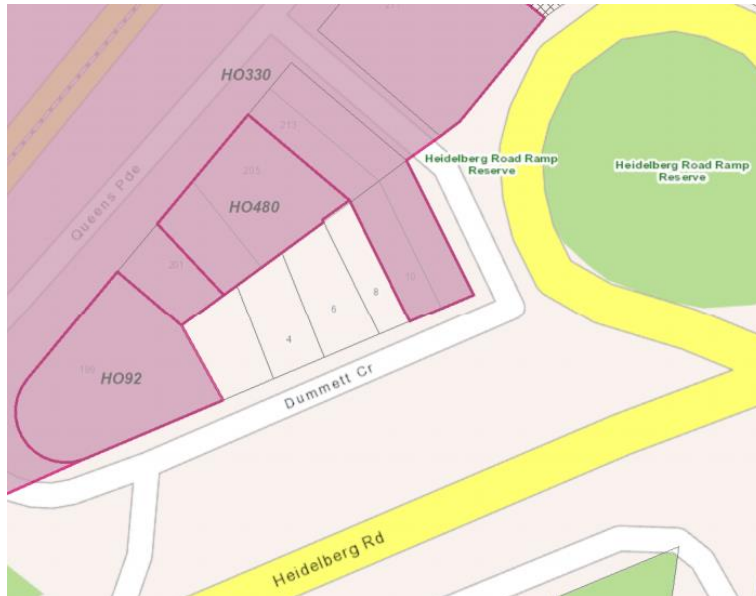 HO330
213
Heidelberg Road Ramp
Reserve
Heidelberg Road Ramp
Reserve
205
HO480
Queens Pde
201
10
8
6
4
HO92
Dummett Cr
Heidelberg Rd